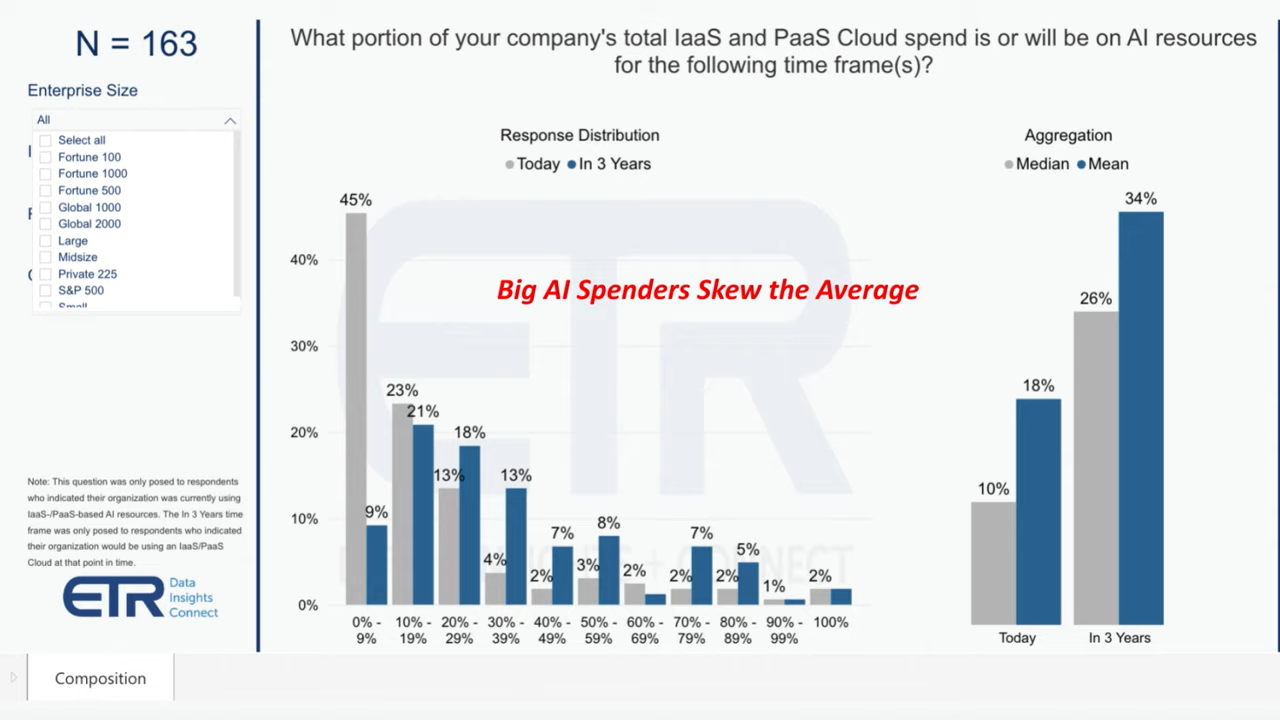 N = 163
Enterprise Size
All
Select all
Fortune 100
Fortune 1000
Fortune 500
Global 1000
Global 2000
Large
Midsize
Private 225
S&P 500
Small
Note: This question was only posed to respondents
who indicated their organization was currently using
IaaS-/PaaS-based AI resources. The In 3 Years time
frame was only posed to respondents who indicated
their organization would be using an IaaS/PaaS
Cloud at that point in time.
ETR
Data
Insights
Connect
What portion of your company's total IaaS and PaaS Cloud spend is or will be on AI resources
for the following time frame(s)?
Response Distribution
Today In 3 Years
Big AI Spenders Skew the Average
ETR
40%
30%
20%
10%
0%
45%
9%
23%
21%
13%
18%
4%
13%
2%
7%
3%
8%
2%
2%
7%
2%
5%
1%
2%
0% - 10% - 20% - 30% - 40% - 50% - 60% - 70% - 80% - 90% - 100%
9% 19% 29% 39% 49% 59% 69% 79% 89% 99%
Aggregation
Median Mean
10%
18%
26%
34%
Today In 3 Years
Composition